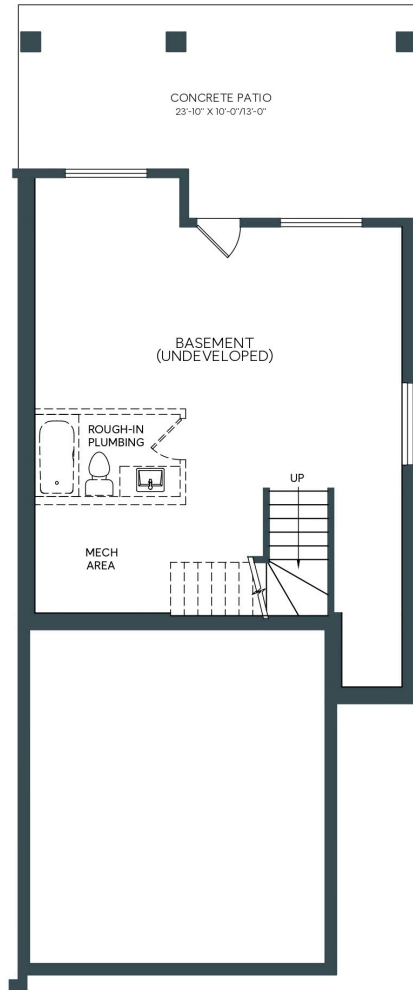 CONCRETE PATIO
23'-10" X 10'-0"/13'-0"
BASEMENT
(UNDEVELOPED)
ROUGH-IN
PLUMBING
UP
MECH
AREA